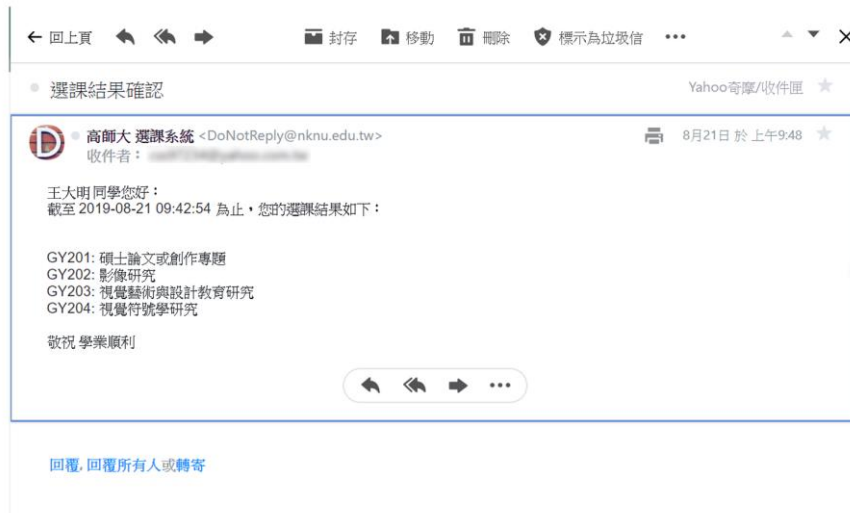 回上頁 封存 移動 刪除 標示為垃圾信
選課結果確認 Yahoo奇摩/收件匣
D 高師大 選課系統 <DoNotReply@nknu.edu.tw> 8月21日 於 上午9:48
收件者：
王大明同學您好：
截至 2019-08-21 09:42:54 為止，您的選課結果如下：
GY201: 碩士論文或創作專題
GY202: 影像研究
GY203: 視覺藝術與設計教育研究
GY204: 視覺符號學研究
敬祝 學業順利
回覆, 回覆所有人或轉寄